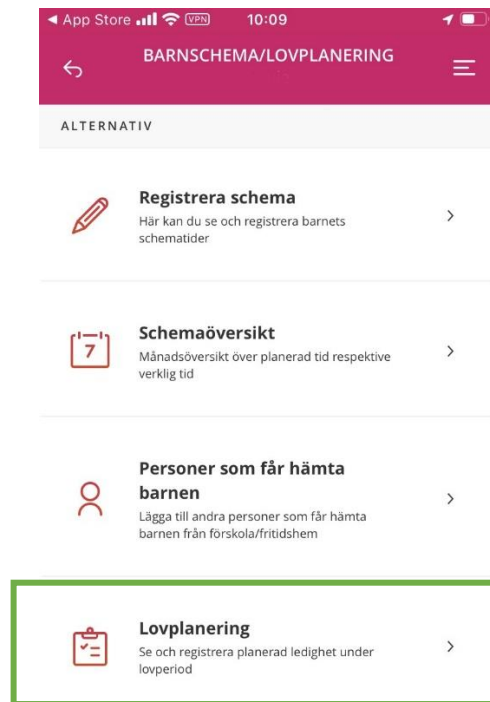 App Store VPN 10:09
BARNSCHEMA/LOVPLANERING
ALTERNATIV
Registrera schema
Här kan du se och registrera barnets
schematider
7
Schemaöversikt
Månadsöversikt över planerad tid respektive
verklig tid
Personer som får hämta
barnen
Lägga till andra personer som får hämta
barnen från förskola/fritidshem
Lovplanering
Se och registrera planerad ledighet under
lovperiod